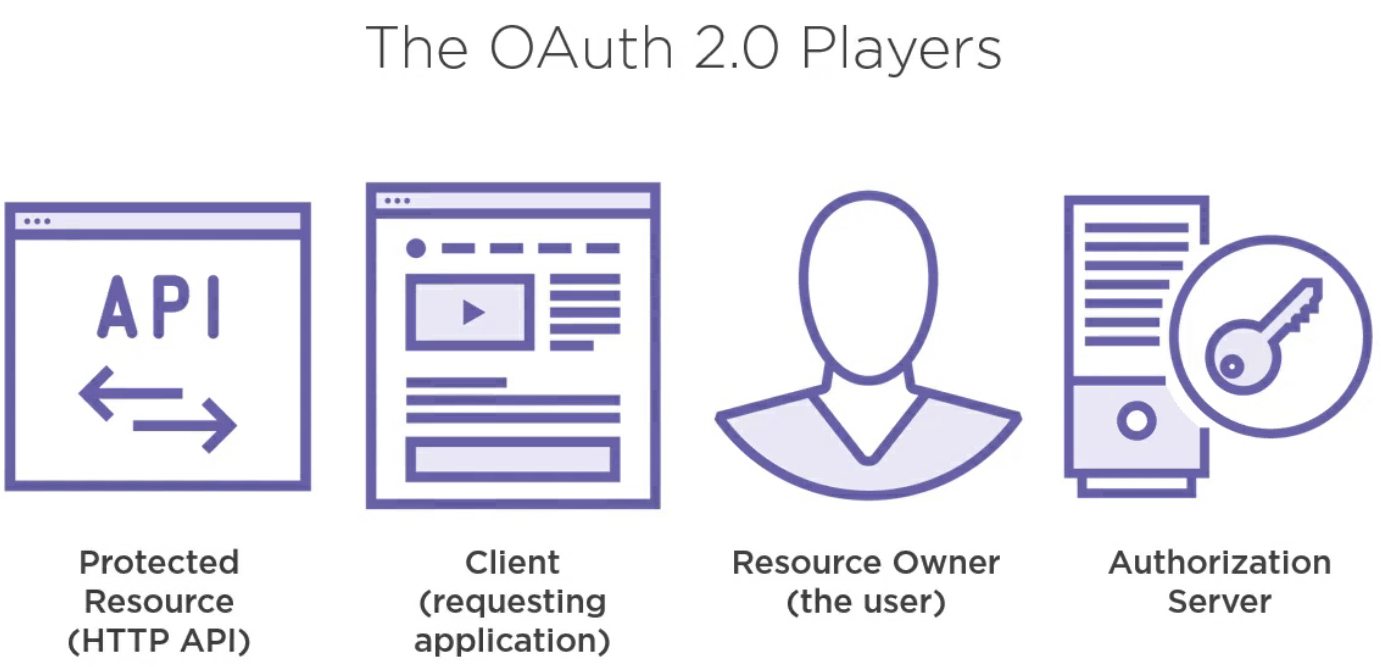 The OAuth 2.0 Players
API
Protected
Resource
(HTTP API)
Client
(requesting
application)
Resource Owner
(the user)
Authorization
Server